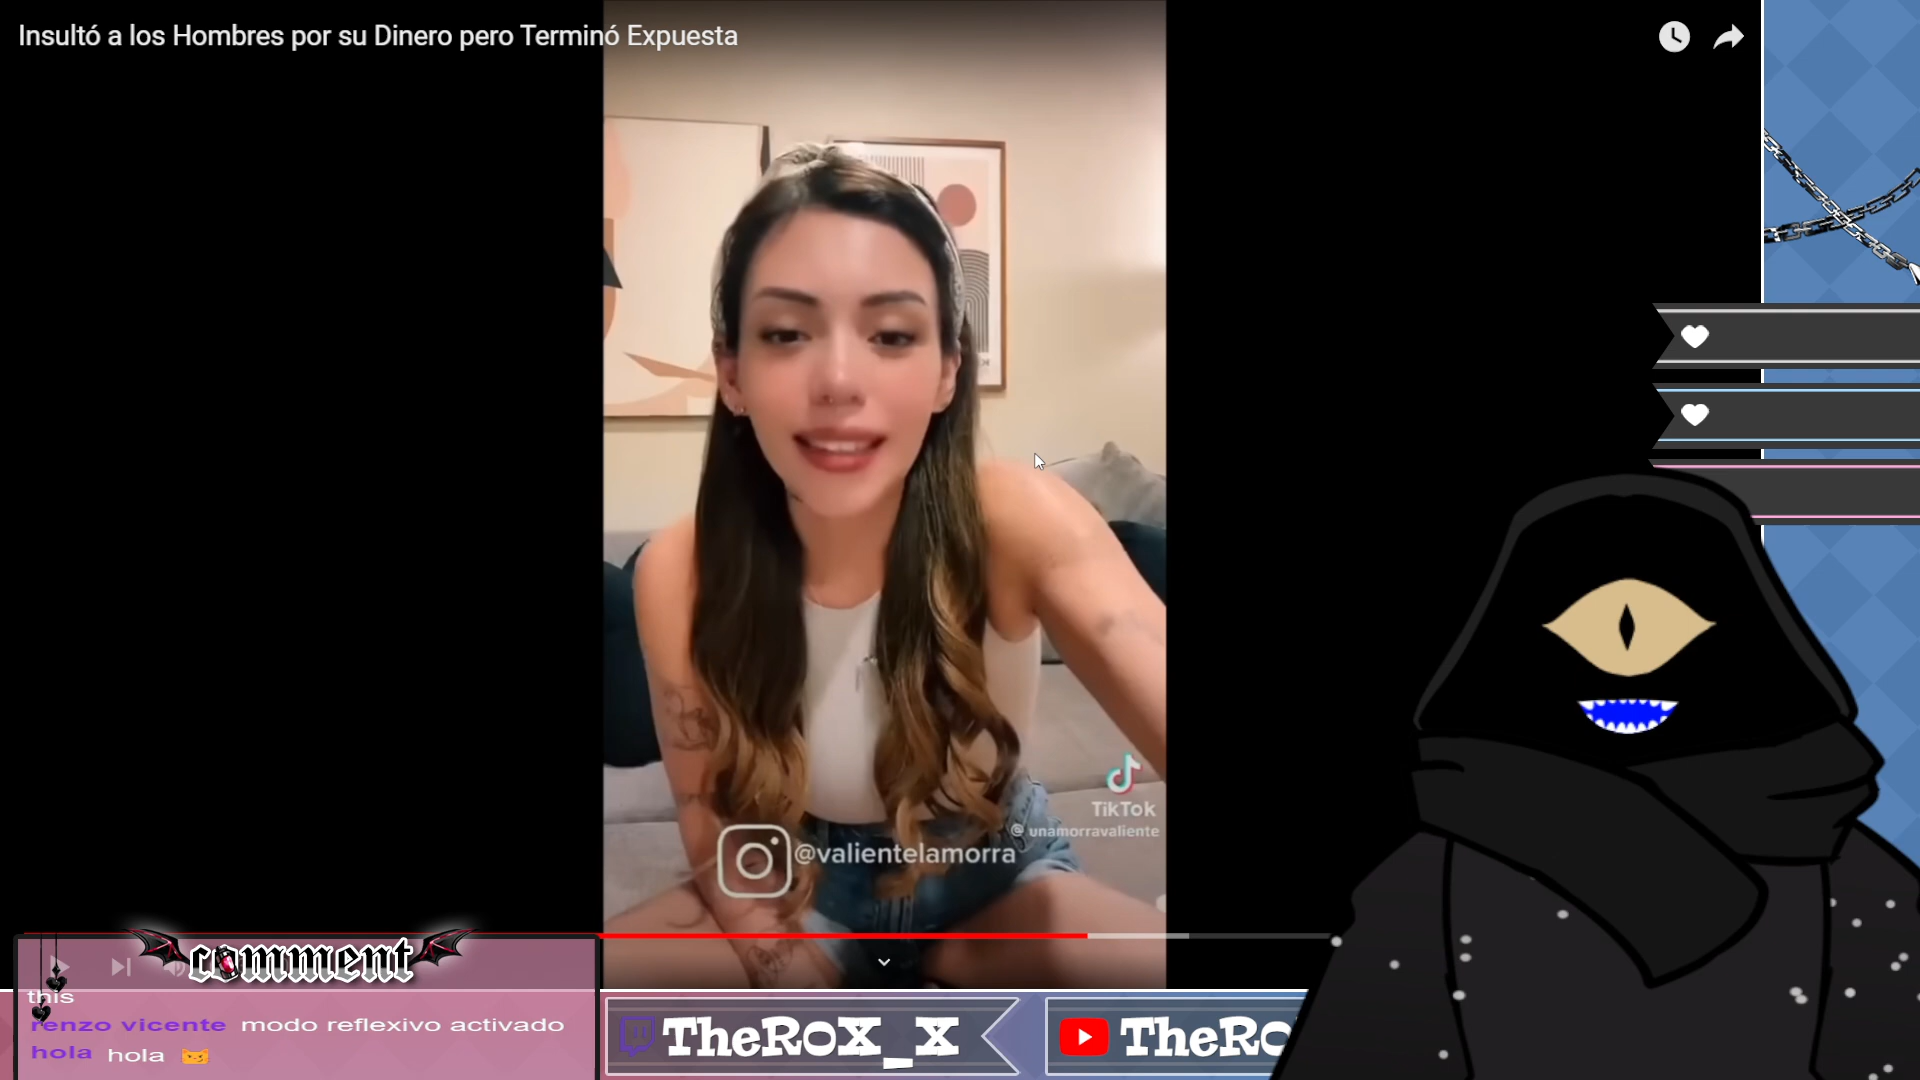 Insultó a los Hombres por su Dinero pero Terminó Expuesta
TikTok
@unamorravaliente
@valientelamorra
comment
this
renzo vicente modo reflexivo activado
hola hola
TheROX_X
TheRO